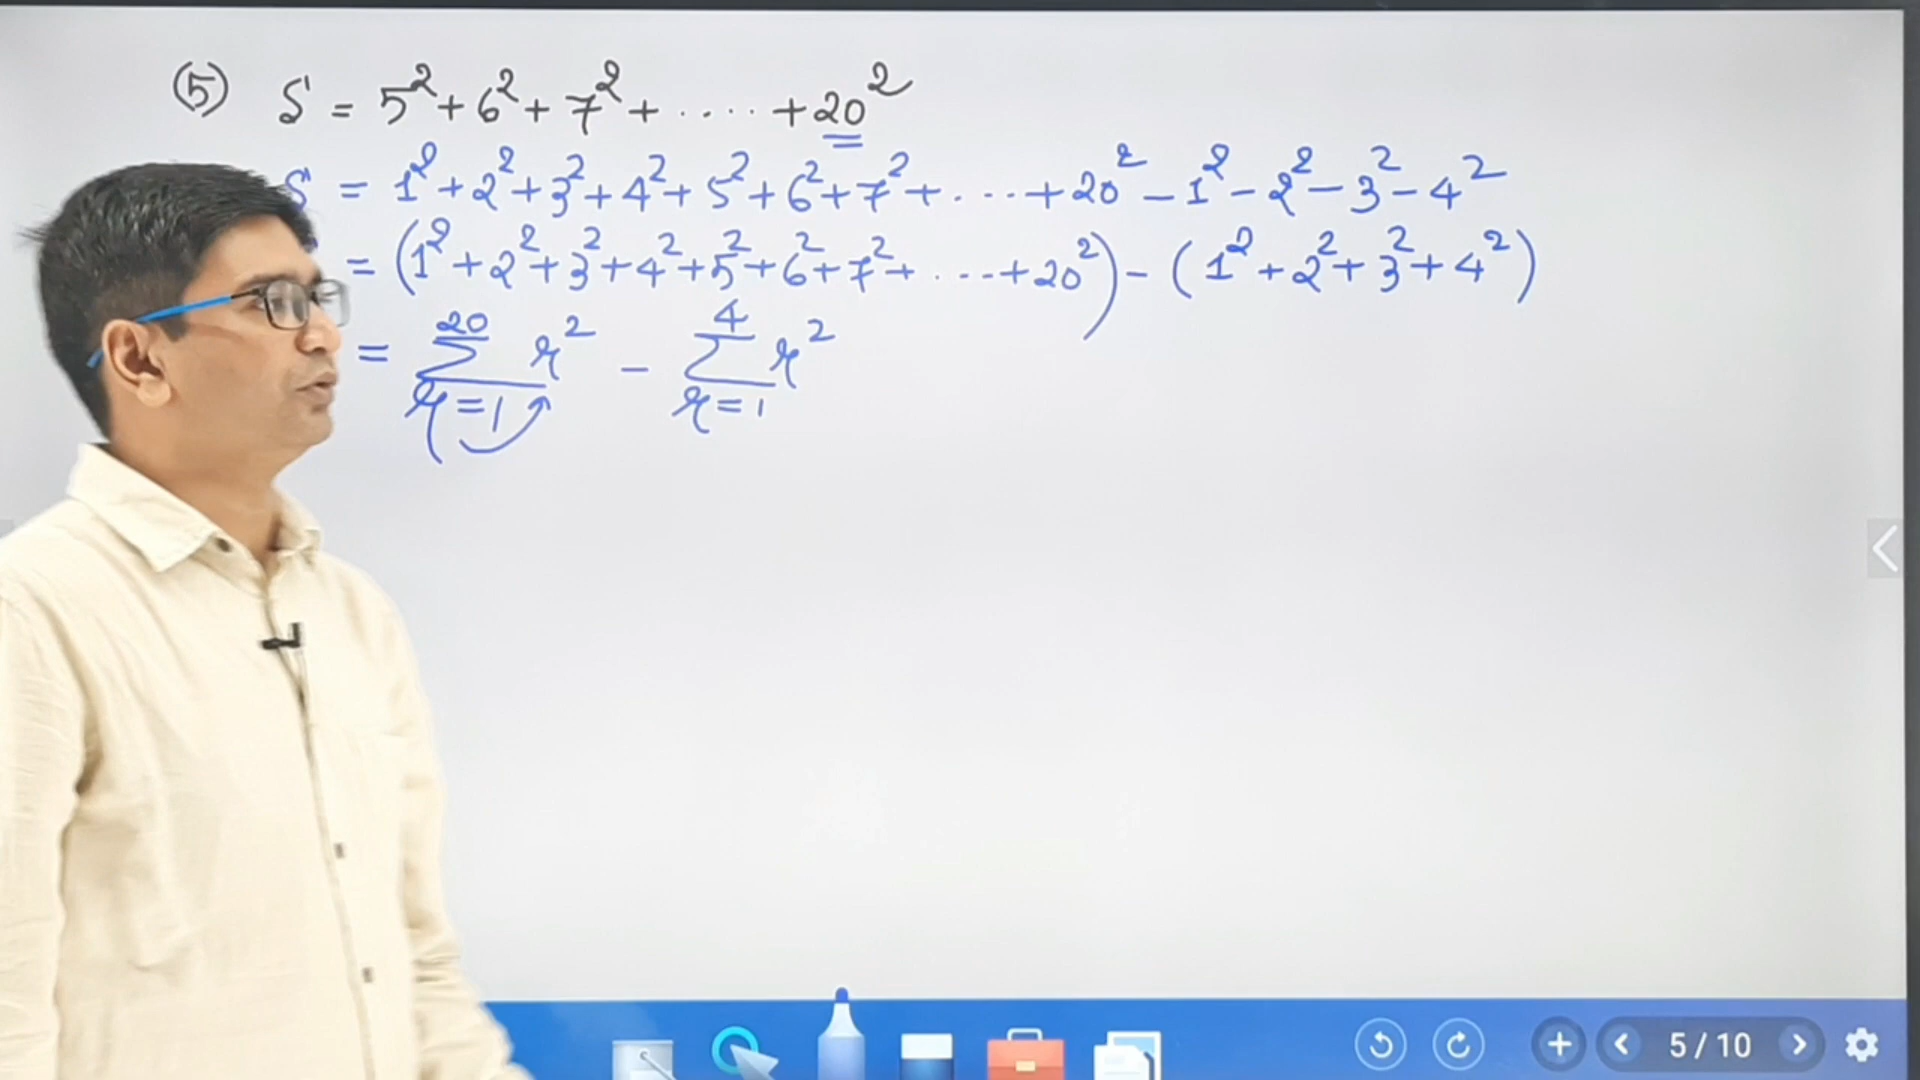 (5) S = 5² + 6² + 7² + ..... + 20²
S = 1² + 2² + 3² + 4² + 5² + 6² + 7² + .... + 20² - 1² - 2² - 3² - 4²
= (1² + 2² + 3² + 4² + 5² + 6² + 7² + .... + 20²) - (1² + 2² + 3² + 4²)
= 20∑r=1 r² - 4∑r=1 r²
5 / 10